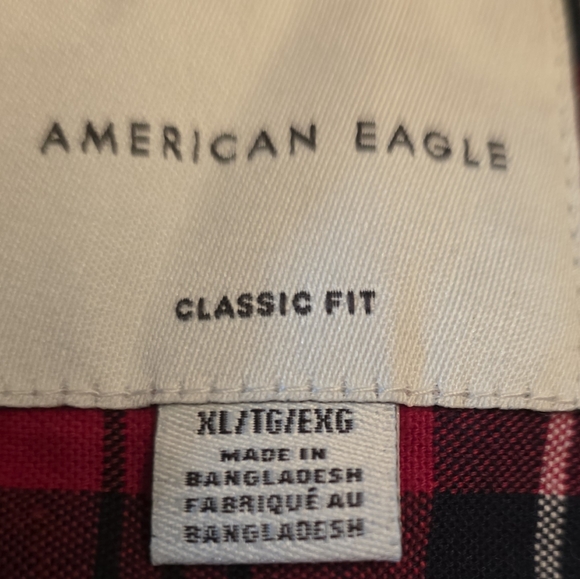 AMERICAN EAGLE
CLASSIC FIT
XL/TG/EXG
MADE IN
BANGLADESH
FABRIQUÉ AU
BANGLADESH